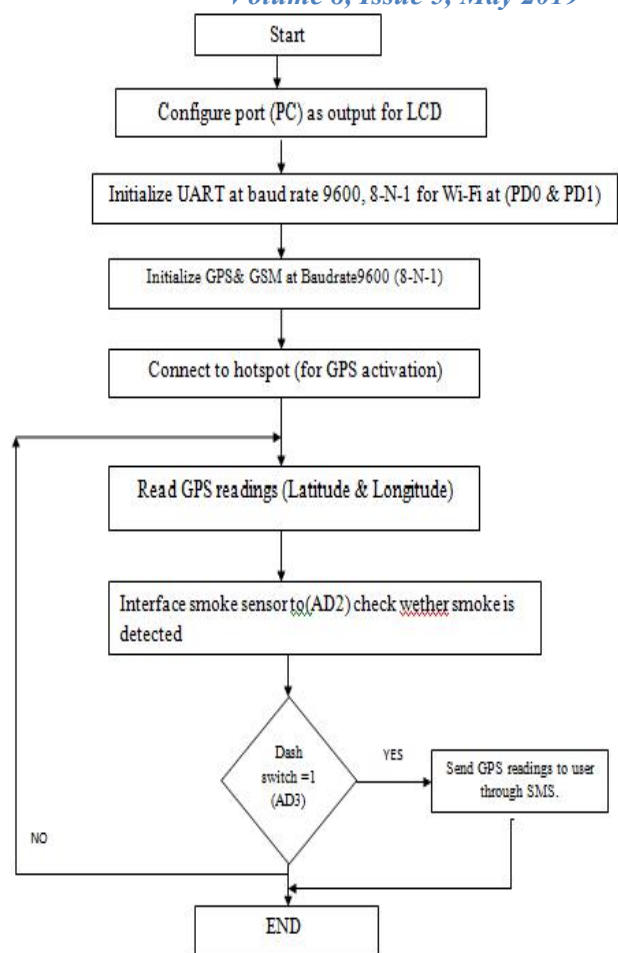 Volume 6, Issue 5, May 2019
Start
Configure port (PC) as output for LCD
Initialize UART at baud rate 9600, 8-N-1 for Wi-Fi at (PD0 & PD1)
Initialize GPS& GSM at Baudrate9600 (8-N-1)
Connect to hotspot (for GPS activation)
Read GPS readings (Latitude & Longitude)
Interface smoke sensor to(AD2) check wether smoke is
detected
Dash
switch =1
(AD3)
YES
Send GPS readings to user
through SMS.
NO
END